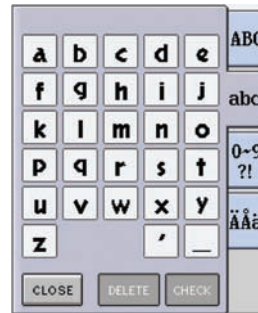 a b c d e
ABC
f g h i j
abc
k l m n o
p q r s t
0~9
?!
u v w x y
ÄÅä
z ' _
CLOSE DELETE CHECK